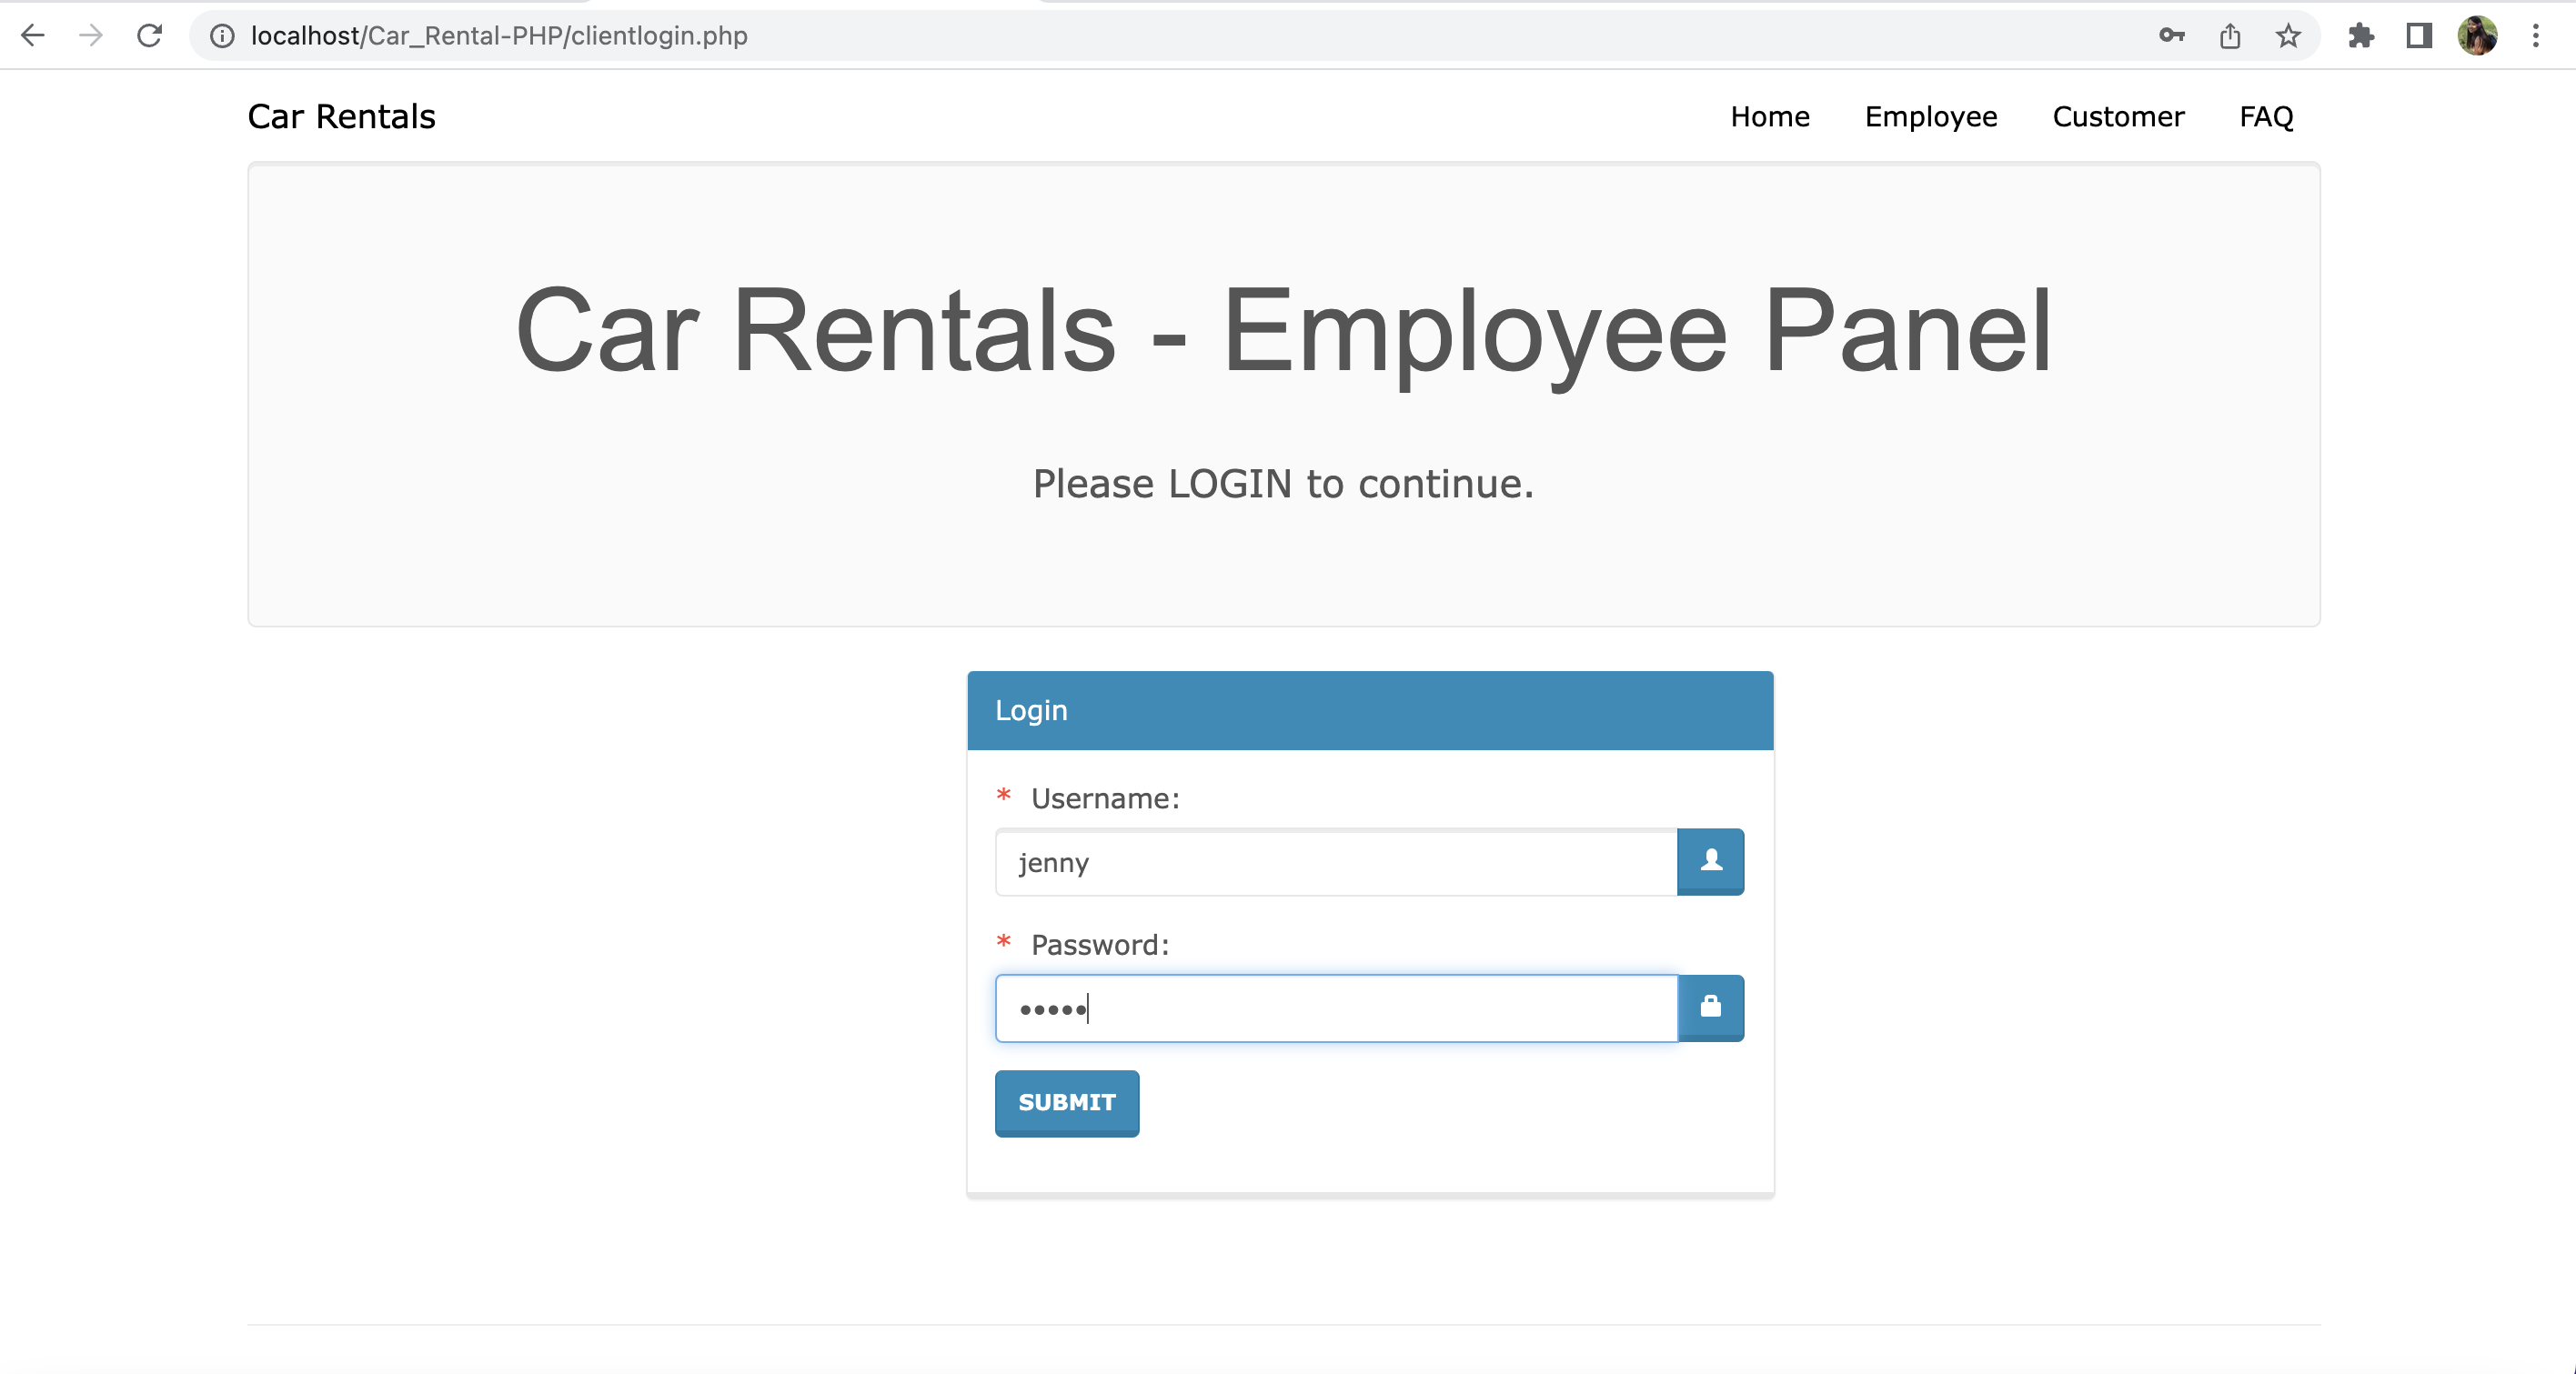 localhost/Car_Rental-PHP/clientlogin.php
Car Rentals Home Employee Customer FAQ
Car Rentals - Employee Panel
Please LOGIN to continue.
Login
* Username:
jenny
* Password:
•••••
SUBMIT